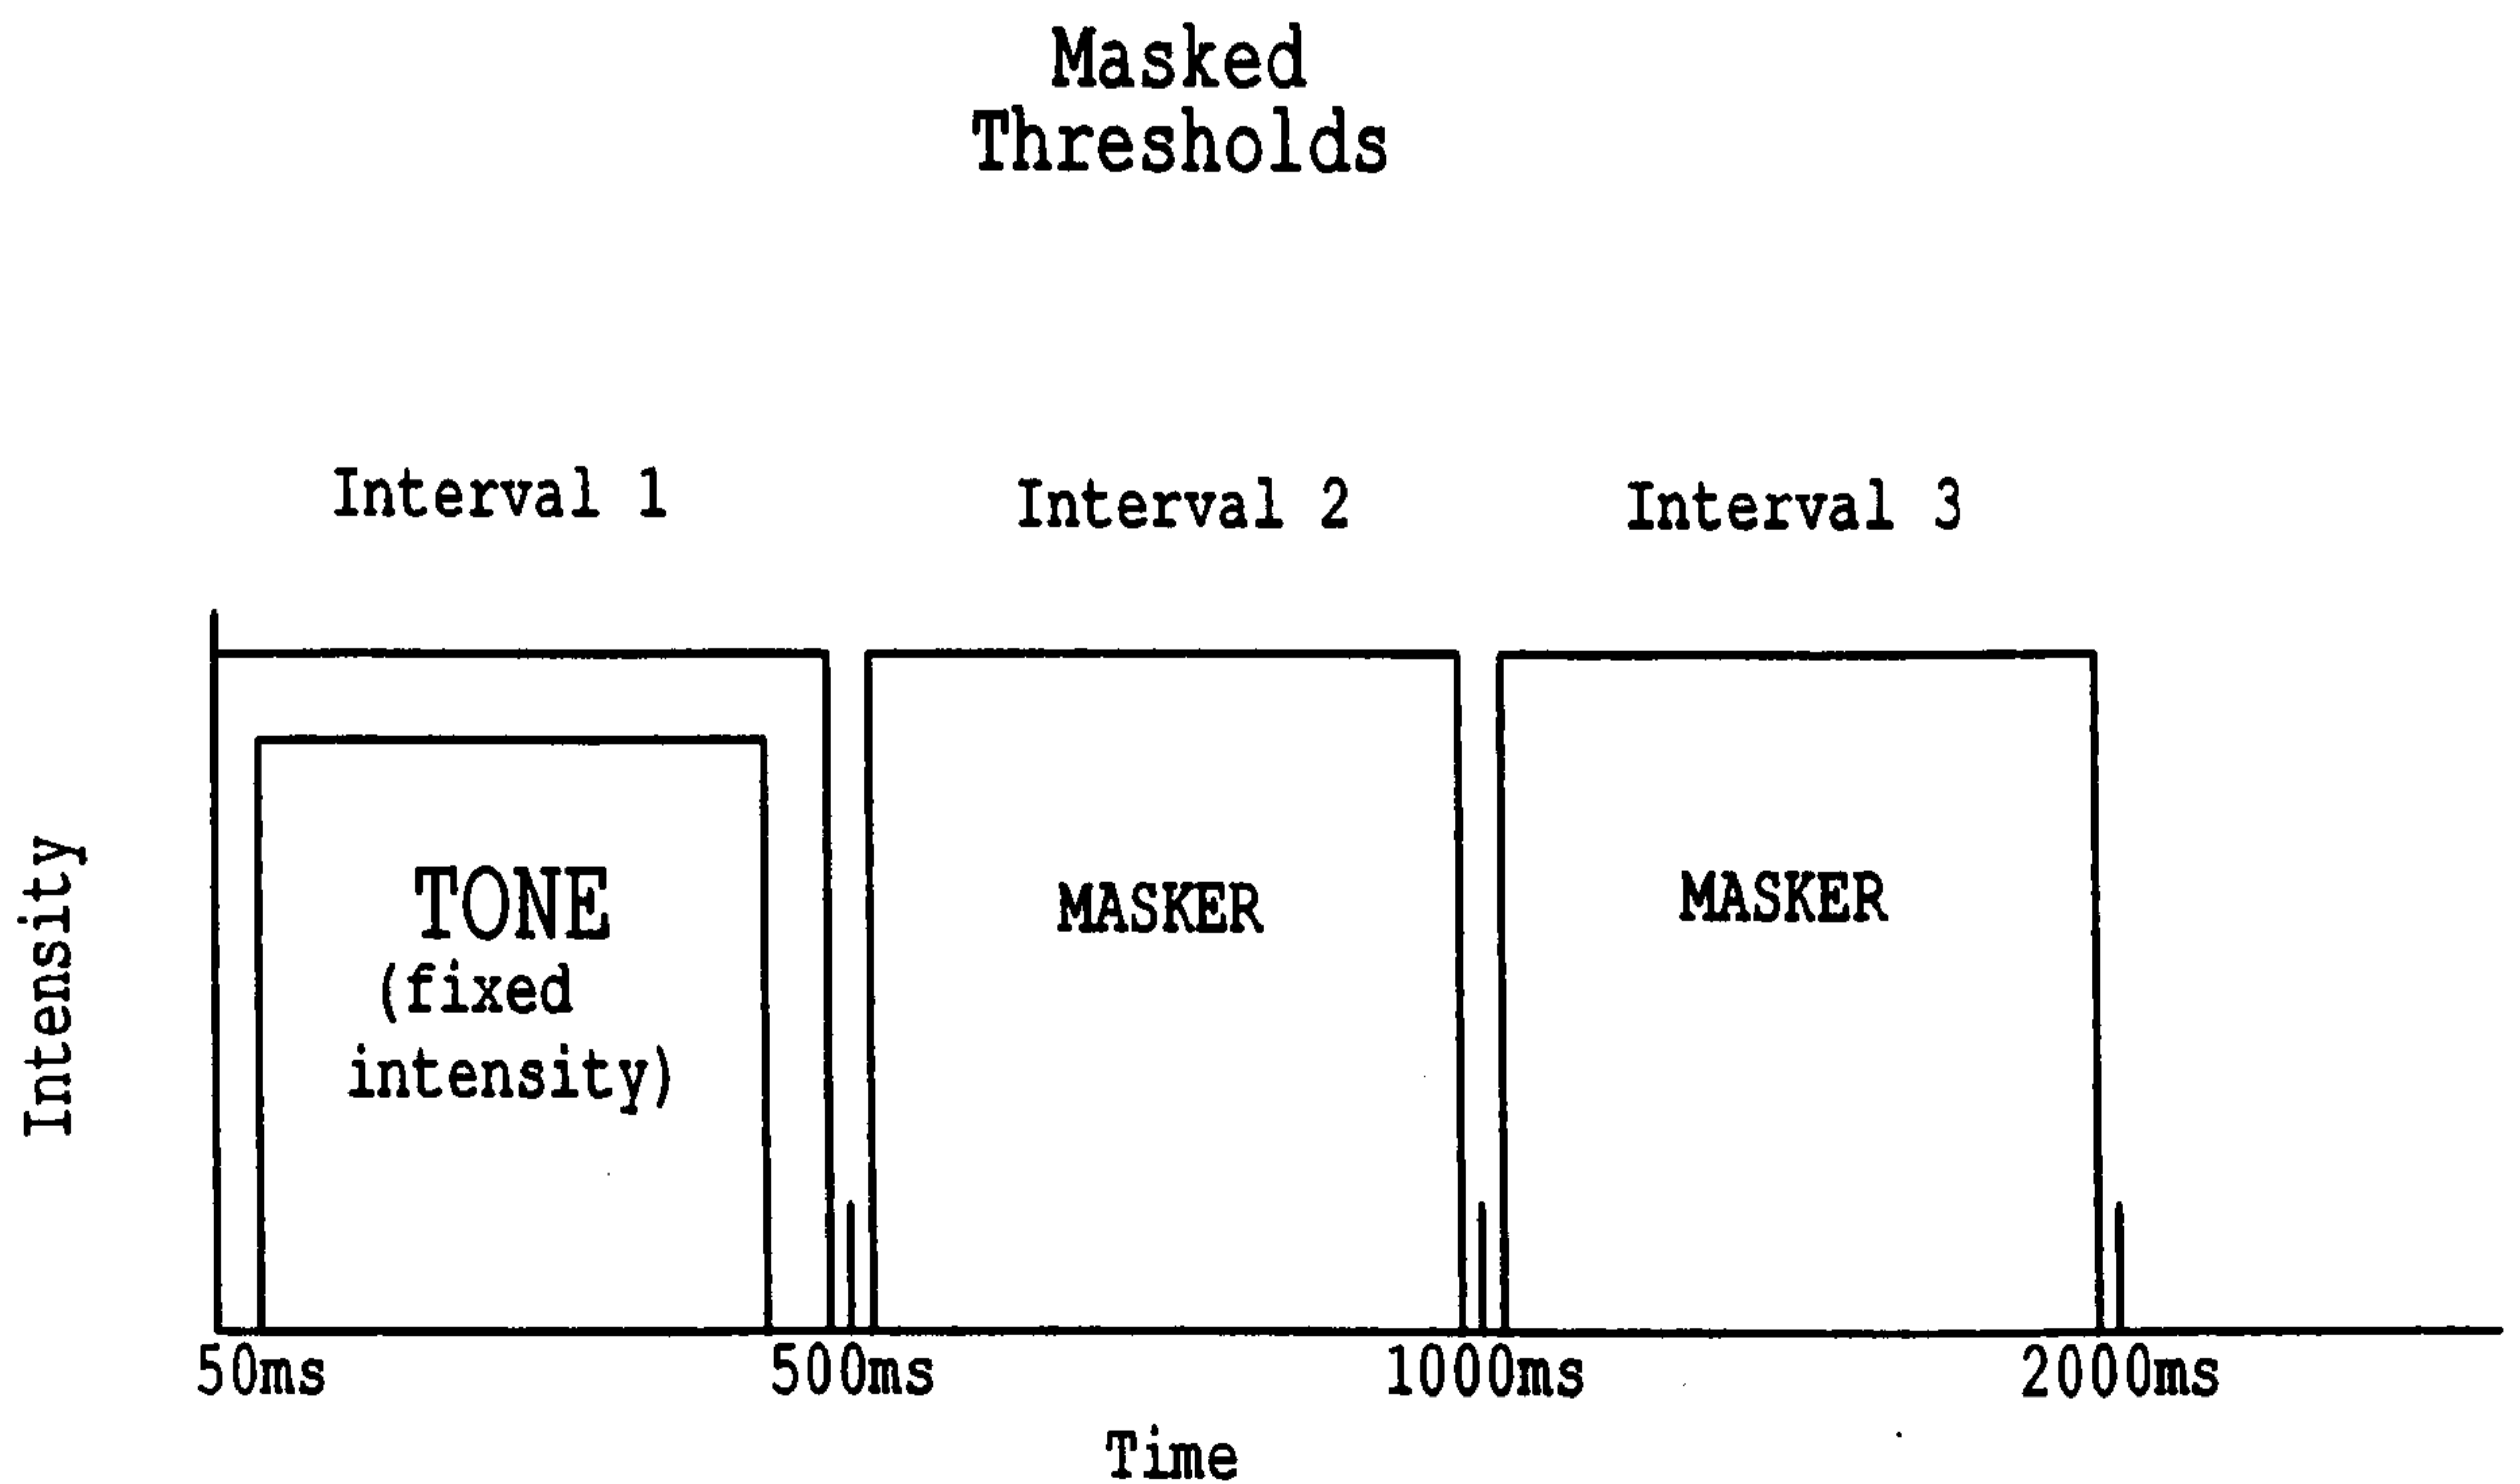 Masked
Thresholds
Interval 1
Interval 2
Interval 3
Intensity
TONE
(fixed
intensity)
MASKER
MASKER
50ms
500ms
1000ms
2000ms
Time